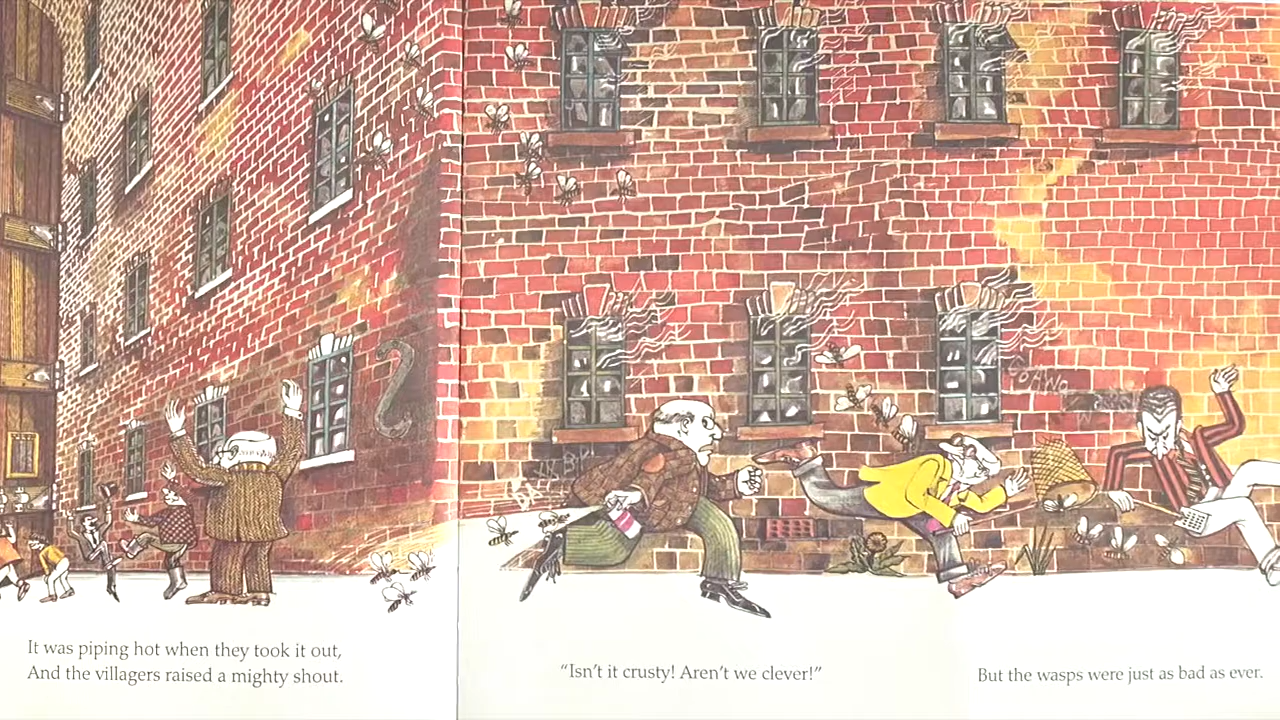 It was piping hot when they took it out,
And the villagers raised a mighty shout.
“Isn’t it crusty! Aren’t we clever!”
But the wasps were just as bad as ever.